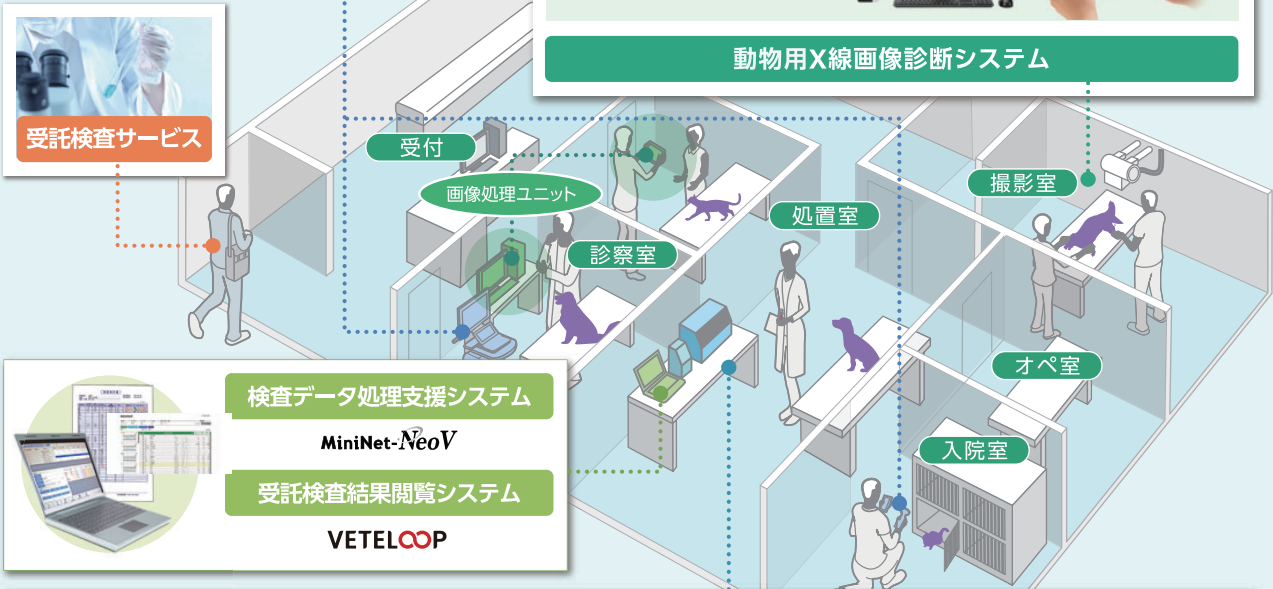 動物用X線画像診断システム
受託検査サービス
受付
画像処理ユニット
撮影室
処置室
診察室
オペ室
検査データ処理支援システム
MiniNet-NeoV
入院室
受託検査結果閲覧システム
VETELOOP